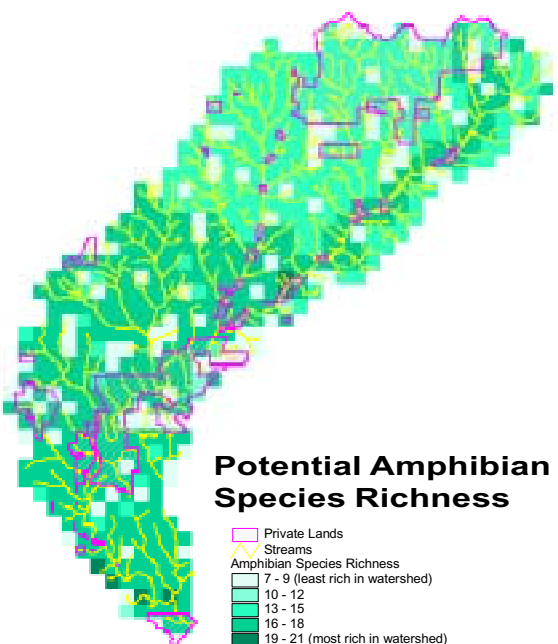 Potential Amphibian
Species Richness
Private Lands
Streams
Amphibian Species Richness
7 - 9 (least rich in watershed)
10 - 12
13 - 15
16 - 18
19 - 21 (most rich in watershed)